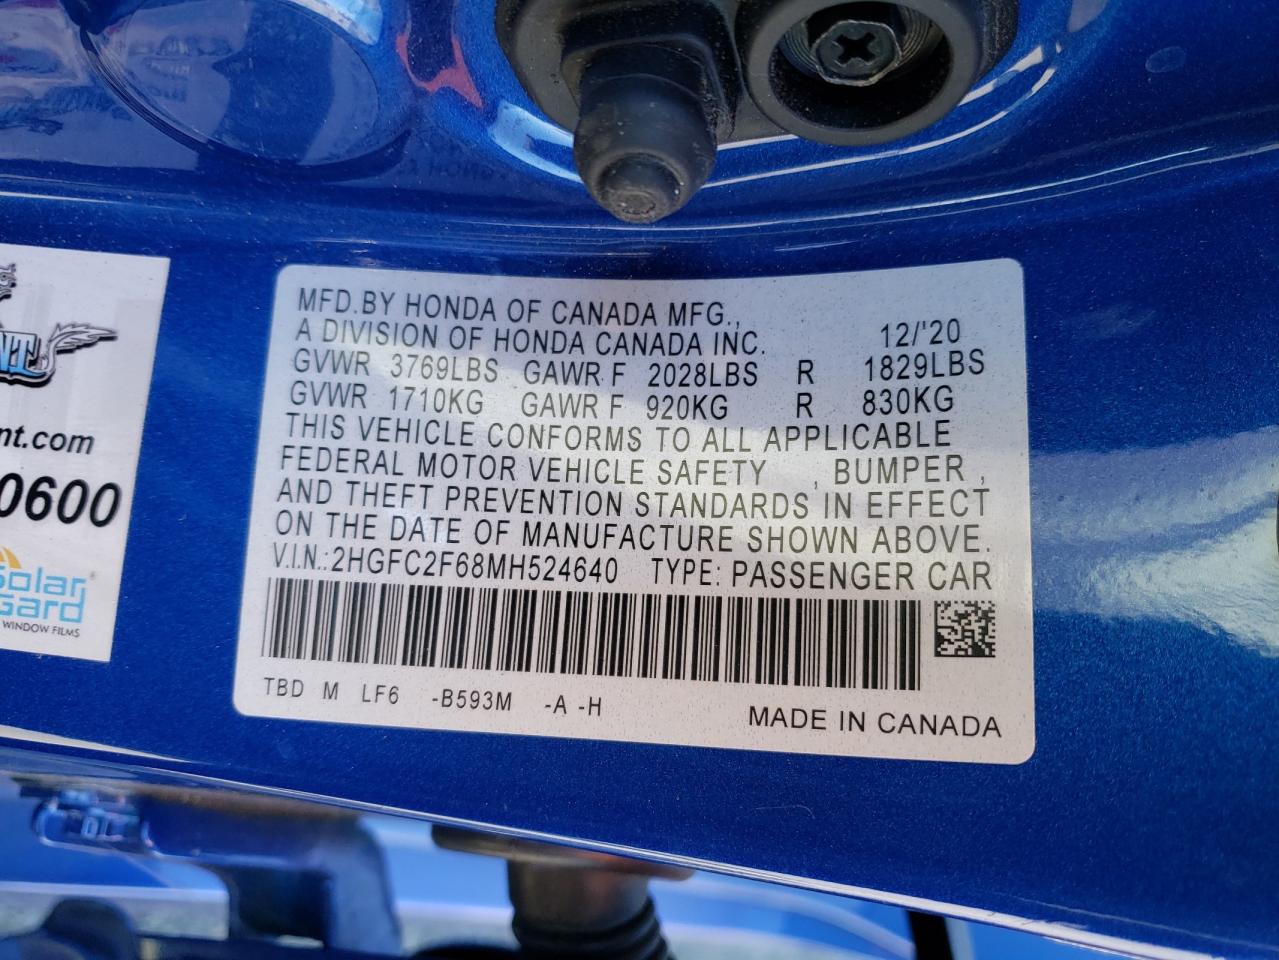 MFD.BY HONDA OF CANADA MFG.,
A DIVISION OF HONDA CANADA INC. 12/'20
GVWR 3769LBS GAWR F 2028LBS R 1829LBS
GVWR 1710KG GAWR F 920KG R 830KG
THIS VEHICLE CONFORMS TO ALL APPLICABLE
FEDERAL MOTOR VEHICLE SAFETY , BUMPER ,
AND THEFT PREVENTION STANDARDS IN EFFECT
ON THE DATE OF MANUFACTURE SHOWN ABOVE.
V.I.N.:2HGFC2F68MH524640 TYPE: PASSENGER CAR
TBD M LF6 -B593M -A -H
MADE IN CANADA
nt.com
0600
Solar
Gard
WINDOW FILMS